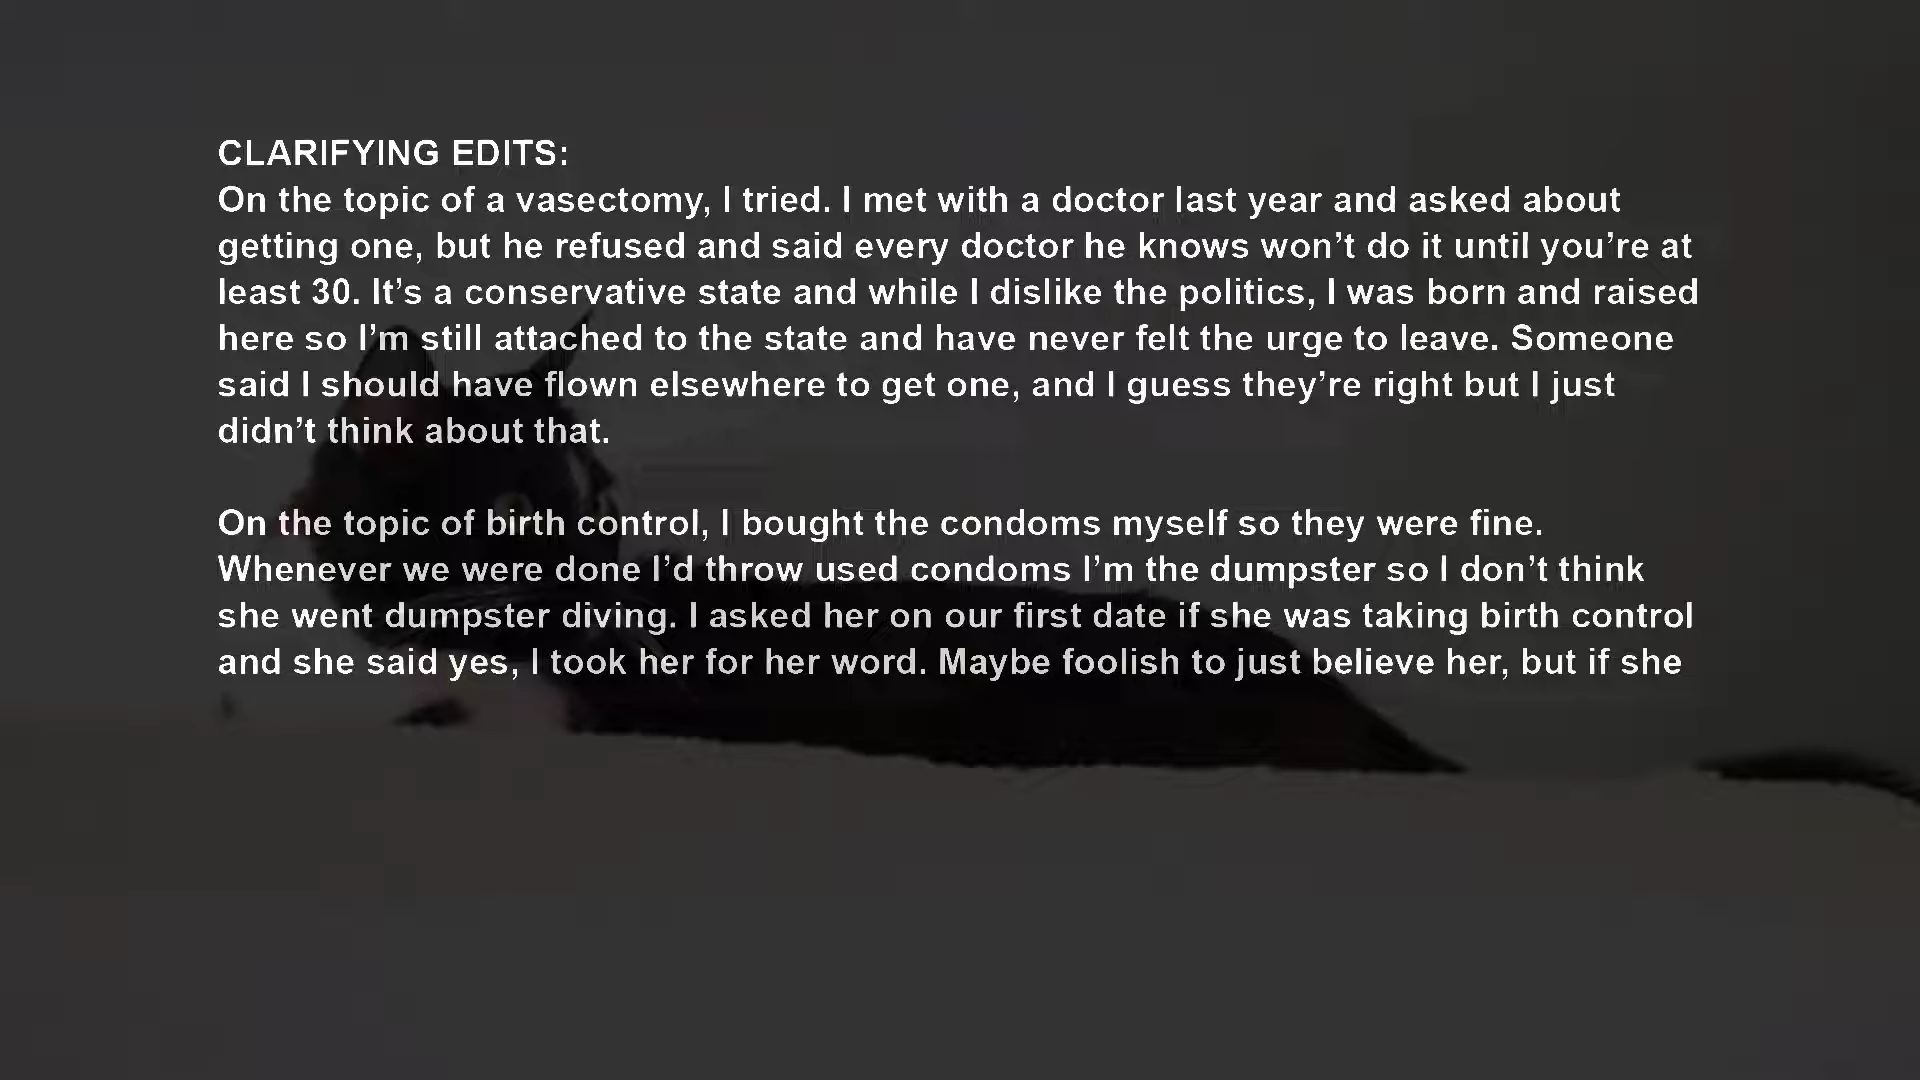 CLARIFYING EDITS:
On the topic of a vasectomy, I tried. I met with a doctor last year and asked about
getting one, but he refused and said every doctor he knows won’t do it until you’re at
least 30. It’s a conservative state and while I dislike the politics, I was born and raised
here so I’m still attached to the state and have never felt the urge to leave. Someone
said I should have flown elsewhere to get one, and I guess they’re right but I just
didn’t think about that.
On the topic of birth control, I bought the condoms myself so they were fine.
Whenever we were done I’d throw used condoms I’m the dumpster so I don’t think
she went dumpster diving. I asked her on our first date if she was taking birth control
and she said yes, I took her for her word. Maybe foolish to just believe her, but if she